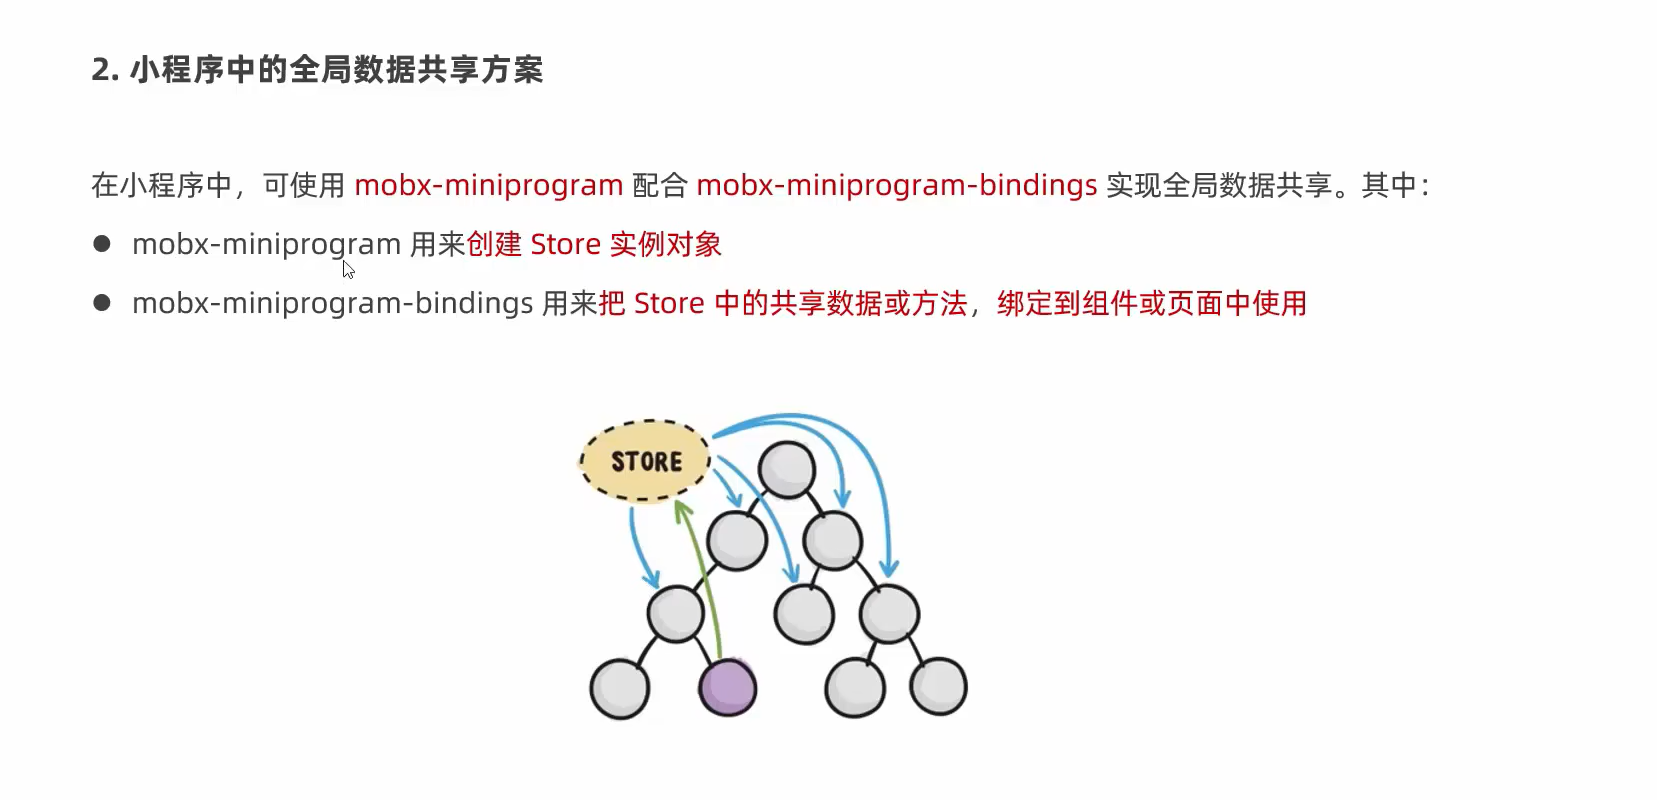 2. 小程序中的全局数据共享方案
在小程序中，可使用 mobx-miniprogram 配合 mobx-miniprogram-bindings 实现全局数据共享。其中：
● mobx-miniprogram 用来创建 Store 实例对象
● mobx-miniprogram-bindings 用来把 Store 中的共享数据或方法，绑定到组件或页面中使用
STORE